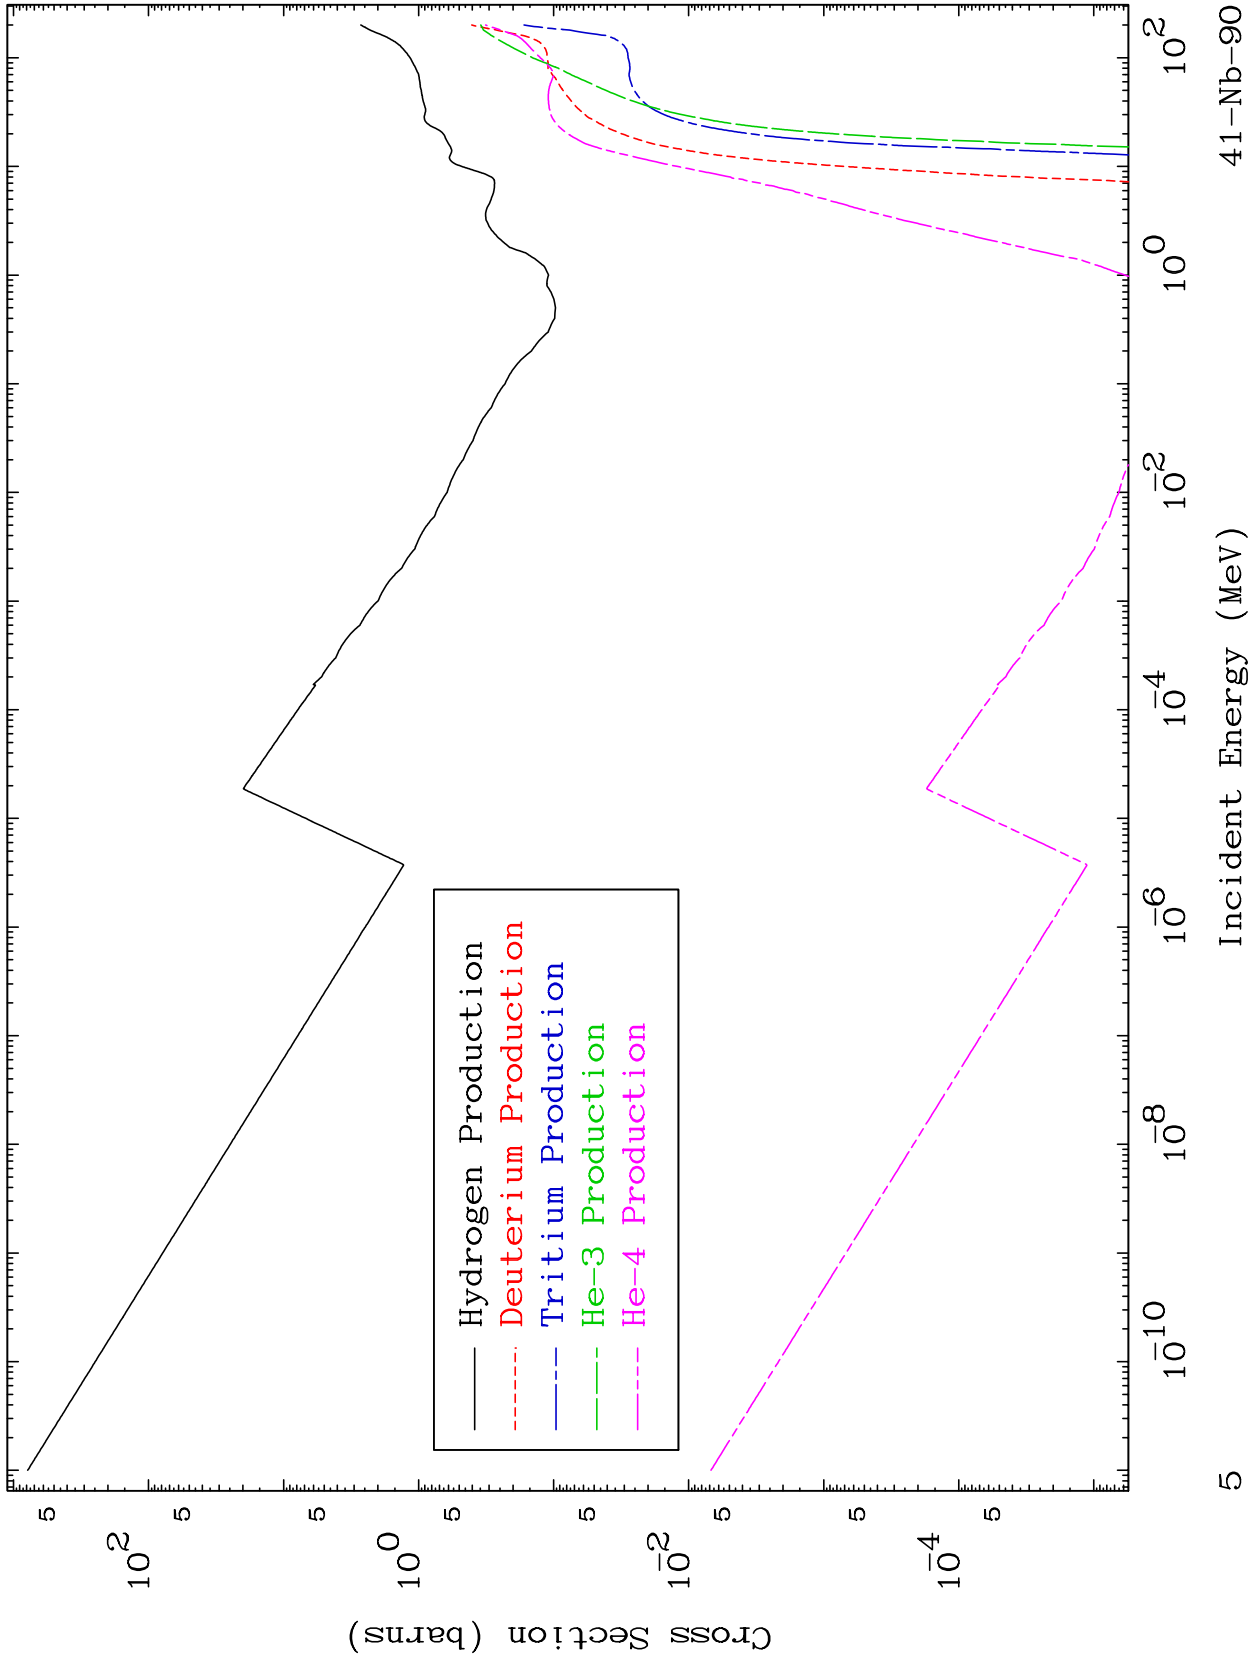 Cross Section (barns)
5
10^2
5
5
10^0
5
10^-2
5
5
10^-4
5
Hydrogen Production
Deuterium Production
Tritium Production
He-3 Production
He-4 Production
10^-10
10^-8
10^-6
10^-4
10^-2
10^0
10^2
5
Incident Energy (MeV)
41-Nb-90